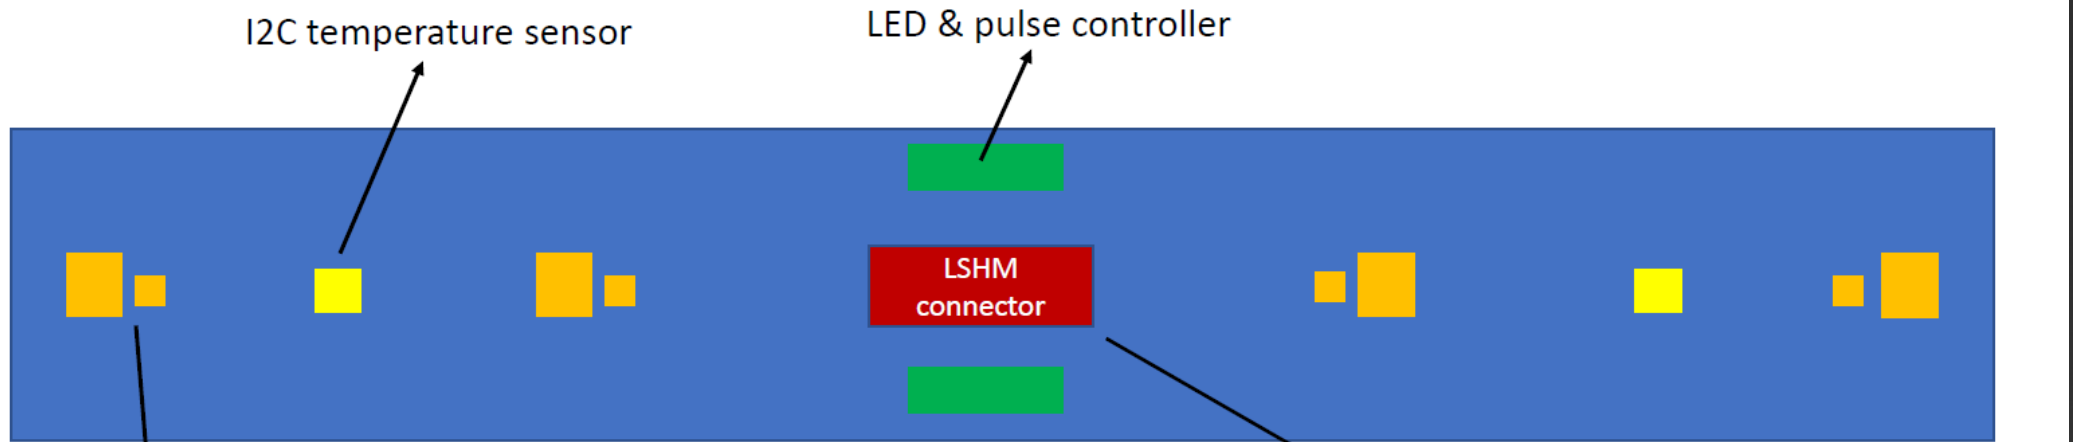 I2C temperature sensor
LED & pulse controller
LSHM
connector